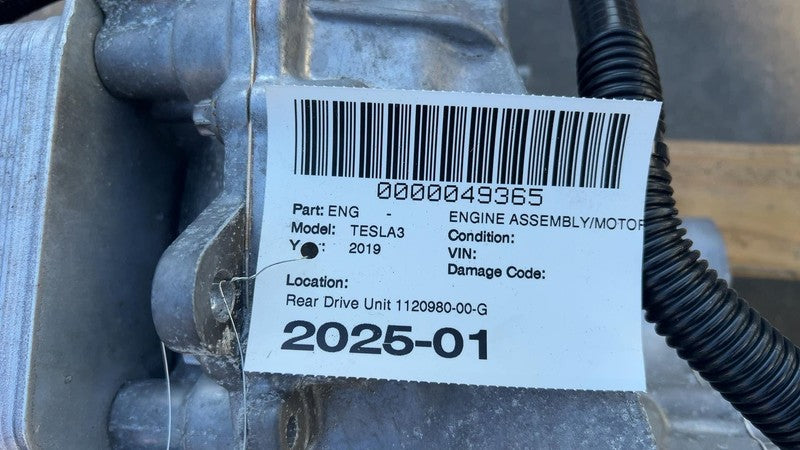 0000049365
Part: ENG - ENGINE ASSEMBLY/MOTOR
Model: TESLA3 Condition:
2019 VIN:
Damage Code:
Location:
Rear Drive Unit 1120980-00-G
2025-01